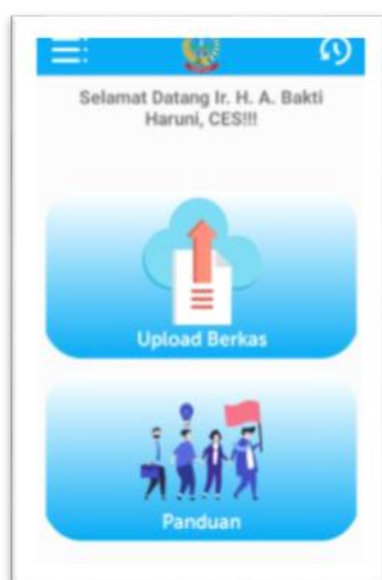 Selamat Datang Ir. H. A. Bakti
Haruni, CES!!!
Upload Berkas
Panduan